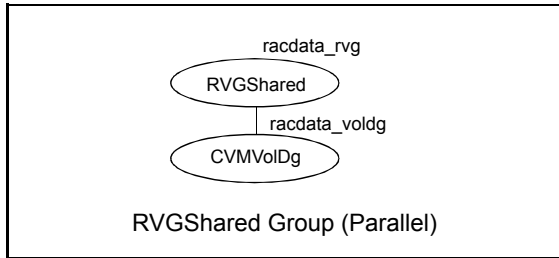 racdata_rvg
RVGShared
racdata_voldg
CVMVolDg
RVGShared Group (Parallel)